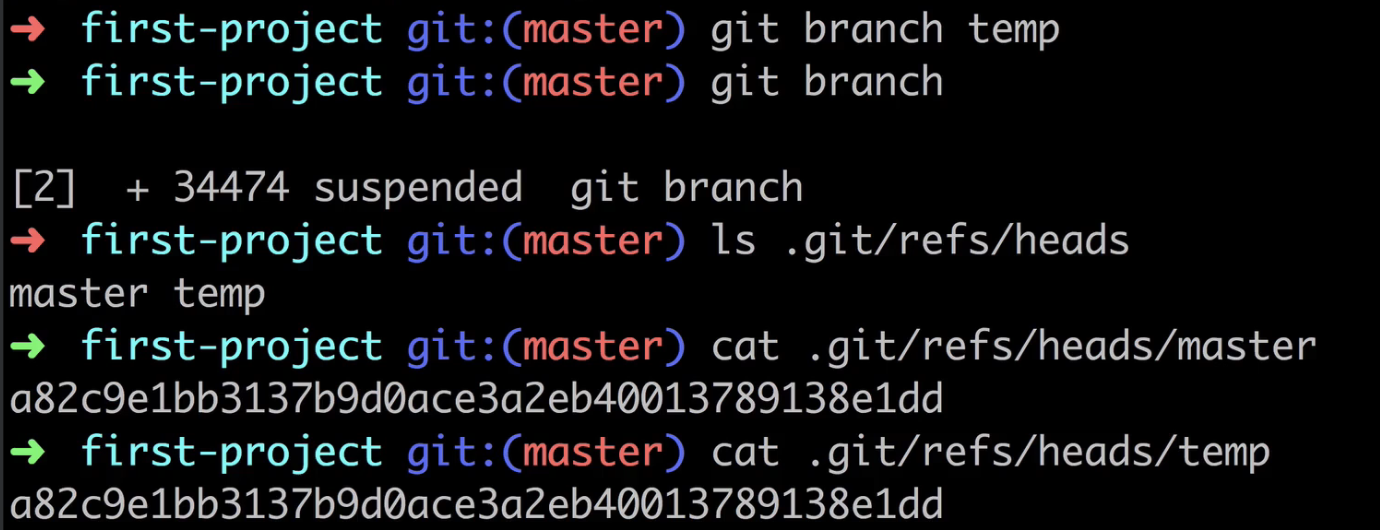 ➜ first-project git:(master) git branch temp
➜ first-project git:(master) git branch
[2]  + 34474 suspended  git branch
➜ first-project git:(master) ls .git/refs/heads
master temp
➜ first-project git:(master) cat .git/refs/heads/master
a82c9e1bb3137b9d0ace3a2eb40013789138e1dd
➜ first-project git:(master) cat .git/refs/heads/temp
a82c9e1bb3137b9d0ace3a2eb40013789138e1dd